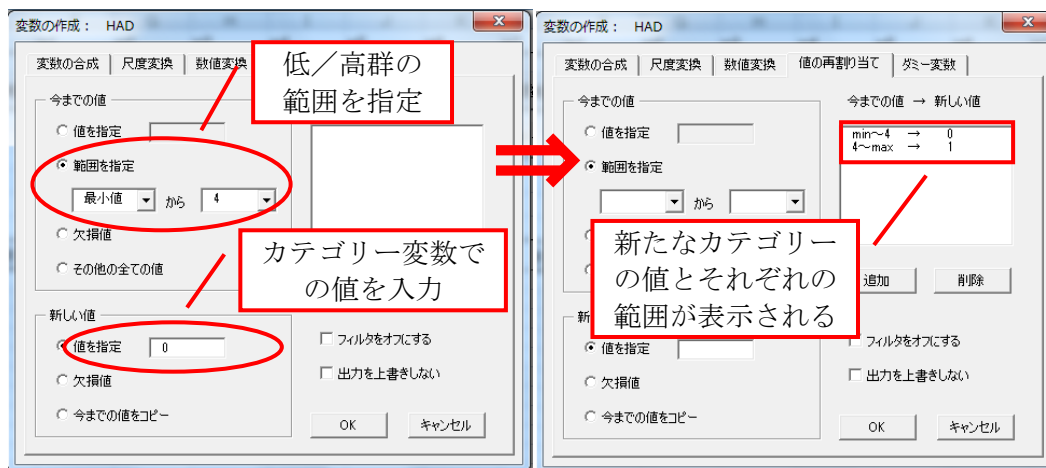 変数の作成： HAD
変数の合成 尺度変換 数値変換
低／高群の
範囲を指定
今までの値
値を指定
範囲を指定
最小値 から 4
欠損値
その他の全ての値
カテゴリー変数で
の値を入力
新しい値
値を指定 0
欠損値
今までの値をコピー
フィルタをオフにする
出力を上書きしない
OK キャンセル
変数の作成： HAD
変数の合成 尺度変換 数値変換 値の再割り当て ダミー変数
今までの値
今までの値 → 新しい値
値を指定
範囲を指定
から
min～4 → 0
4～max → 1
新たなカテゴリー
の値とそれぞれの
範囲が表示される
追加 削除
新
値を指定
欠損値
今までの値をコピー
フィルタをオフにする
出力を上書きしない
OK キャンセル